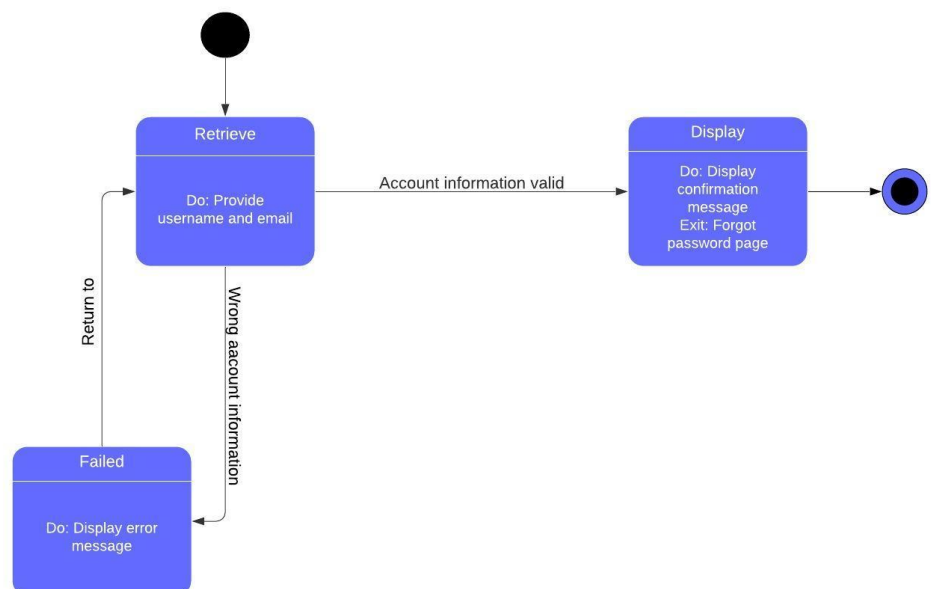 Retrieve
Do: Provide
username and email
Account information valid
Display
Do: Display
confirmation
message
Exit: Forgot
password page
Return to
Wrong aacount information
Failed
Do: Display error
message